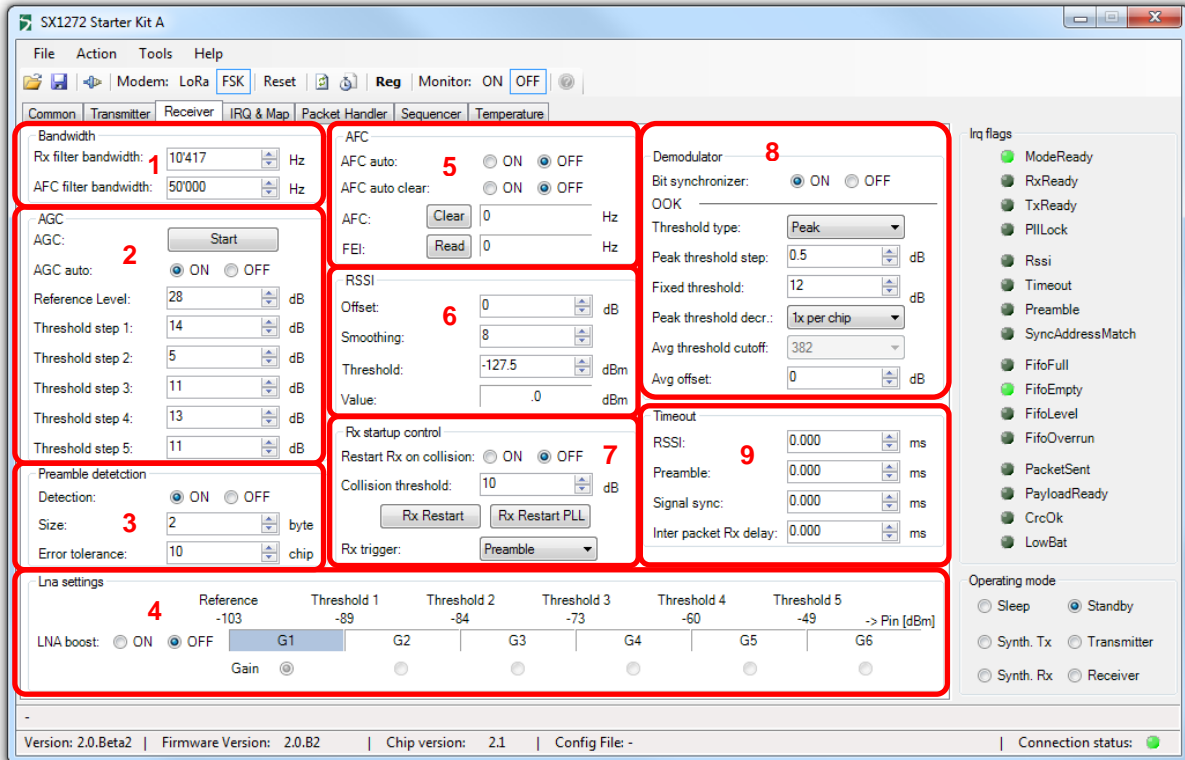 SX1272 Starter Kit A
File Action Tools Help
Modem: LoRa FSK Reset Reg Monitor: ON OFF
Common Transmitter Receiver IRQ & Map Packet Handler Sequencer Temperature
Bandwidth
Rx filter bandwidth: 10'417 Hz
1
AFC filter bandwidth: 50'000 Hz
AGC
AGC: Start
2
AGC auto: ON OFF
Reference Level: 28 dB
Threshold step 1: 14 dB
Threshold step 2: 5 dB
Threshold step 3: 11 dB
Threshold step 4: 13 dB
Threshold step 5: 11 dB
Preamble detetction
Detection: ON OFF
3
Size: 2 byte
Error tolerance: 10 chip
AFC
AFC auto: ON OFF
5
AFC auto clear: ON OFF
AFC: Clear 0 Hz
FEI: Read 0 Hz
RSSI
Offset: 0 dB
6
Smoothing: 8
Threshold: -127.5 dBm
Value: .0 dBm
Rx startup control
Restart Rx on collision: ON OFF
7
Collision threshold: 10 dB
Rx Restart Rx Restart PLL
Rx trigger: Preamble
8
Demodulator
Bit synchronizer: ON OFF
OOK
Threshold type: Peak
Peak threshold step: 0.5 dB
Fixed threshold: 12
dB
Peak threshold decr.: 1x per chip
Avg threshold cutoff: 382
Avg offset: 0 dB
Timeout
RSSI: 0.000 ms
9
Preamble: 0.000 ms
Signal sync: 0.000 ms
Inter packet Rx delay: 0.000 ms
Lna settings
4
Reference Threshold 1 Threshold 2 Threshold 3 Threshold 4 Threshold 5
-103 -89 -84 -73 -60 -49 -> Pin [dBm]
LNA boost: ON OFF G1 G2 G3 G4 G5 G6
Gain
Irq flags
ModeReady
RxReady
TxReady
PllLock
Rssi
Timeout
Preamble
SyncAddressMatch
FifoFull
FifoEmpty
FifoLevel
FifoOverrun
PacketSent
PayloadReady
CrcOk
LowBat
Operating mode
Sleep Standby
Synth. Tx Transmitter
Synth. Rx Receiver
-
Version: 2.0.Beta2 | Firmware Version: 2.0.B2 | Chip version: 2.1 | Config File: - | Connection status: